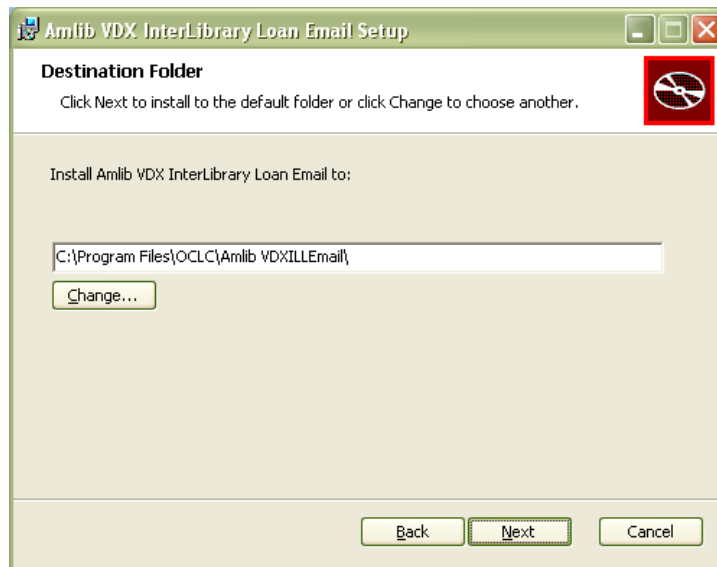 Amlib VDX InterLibrary Loan Email Setup
Destination Folder
Click Next to install to the default folder or click Change to choose another.
Install Amlib VDX InterLibrary Loan Email to:
C:\Program Files\OCLC\Amlib VDXILLEmail\
Change...
Back Next Cancel